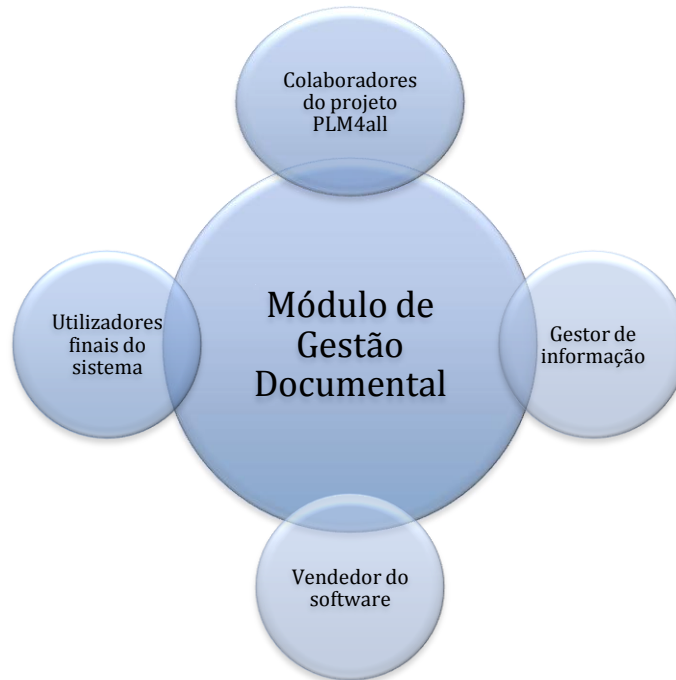 Colaboradores
do projeto
PLM4all
Utilizadores
finais do
sistema
Módulo de
Gestão
Documental
Gestor de
informação
Vendedor do
software